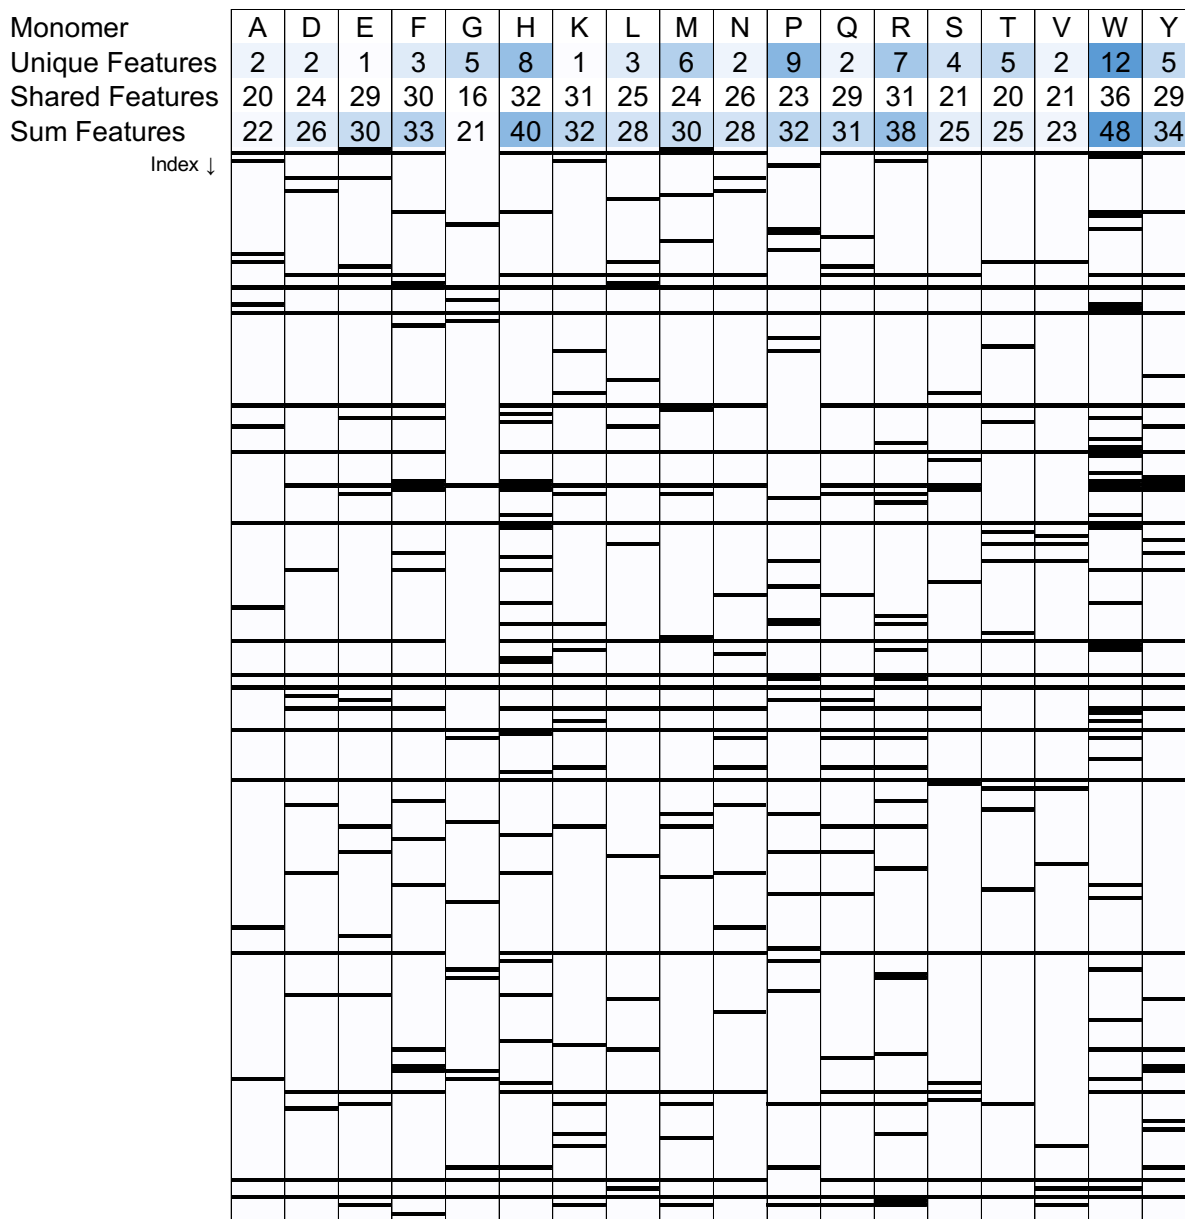 Monomer A D E F G H K L M N P Q R S T V W Y
Unique Features 2 2 1 3 5 8 1 3 6 2 9 2 7 4 5 2 12 5
Shared Features 20 24 29 30 16 32 31 25 24 26 23 29 31 21 20 21 36 29
Sum Features 22 26 30 33 21 40 32 28 30 28 32 31 38 25 25 23 48 34
Index ↓